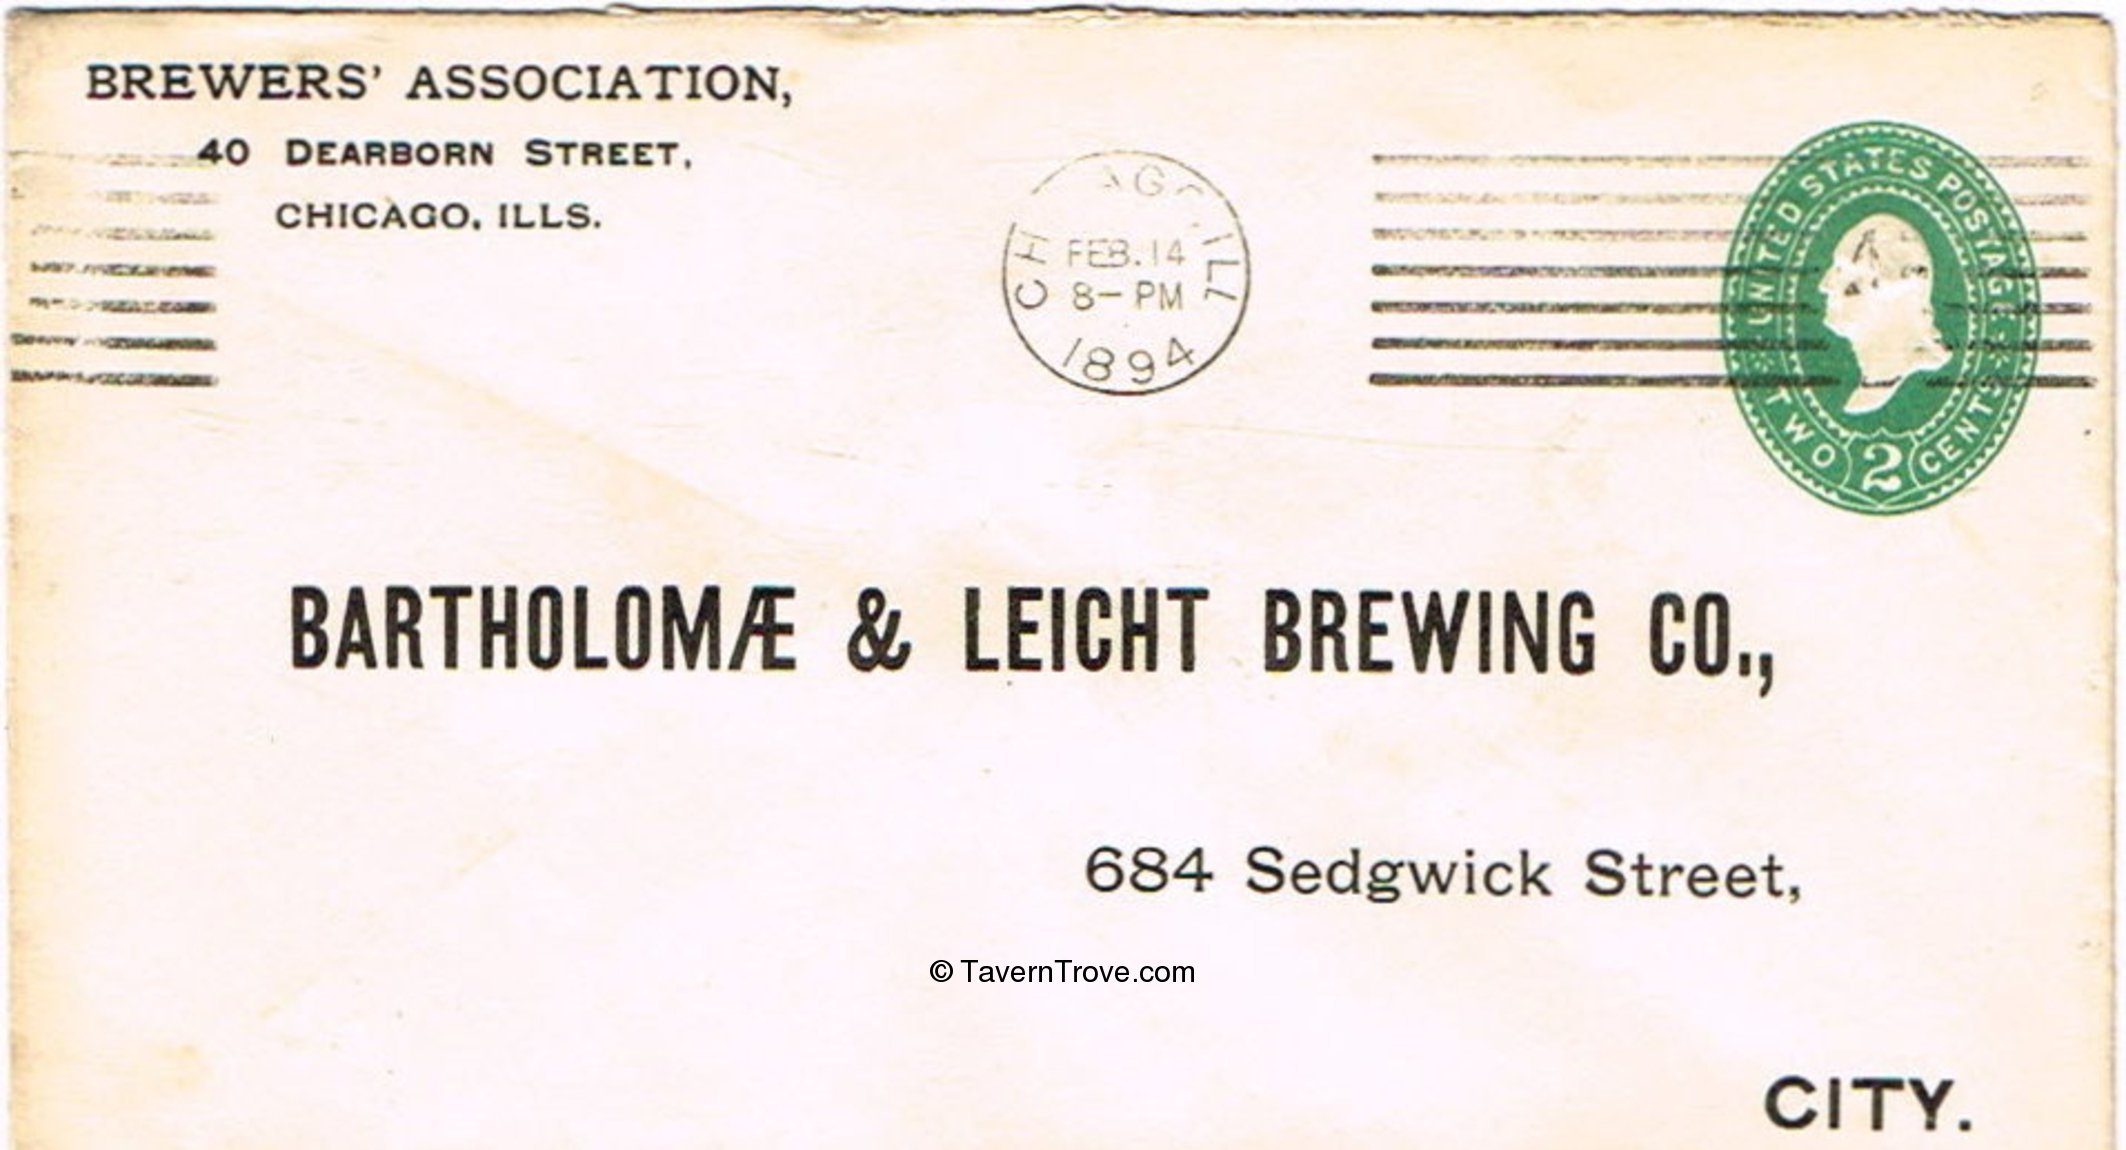 BREWERS' ASSOCIATION,
40 DEARBORN STREET,
CHICAGO, ILLS.
FEB. 14
8- PM
1894
UNITED STATES POSTAGE
TWO 2 CENTS
BARTHOLOMÆ & LEICHT BREWING CO.,
684 Sedgwick Street,
© TavernTrove.com
CITY.